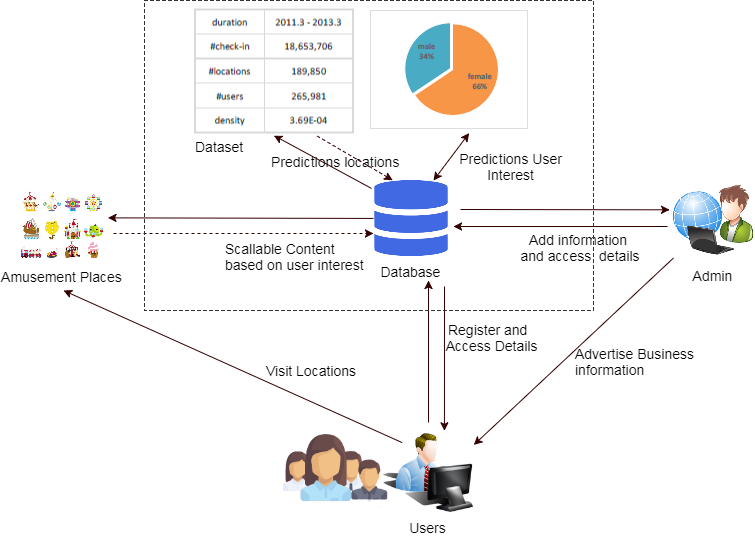 duration 2011.3 - 2013.3
#check-in 18,653,706
#locations 189,850
#users 265,981
density 3.69E-04
male
34%
female
66%
Dataset
Predictions locations
Predictions User
Interest
Scallable Content
based on user interest
Database
Add information
and access details
Amusement Places
Admin
Register and
Access Details
Advertise Business
information
Visit Locations
Users